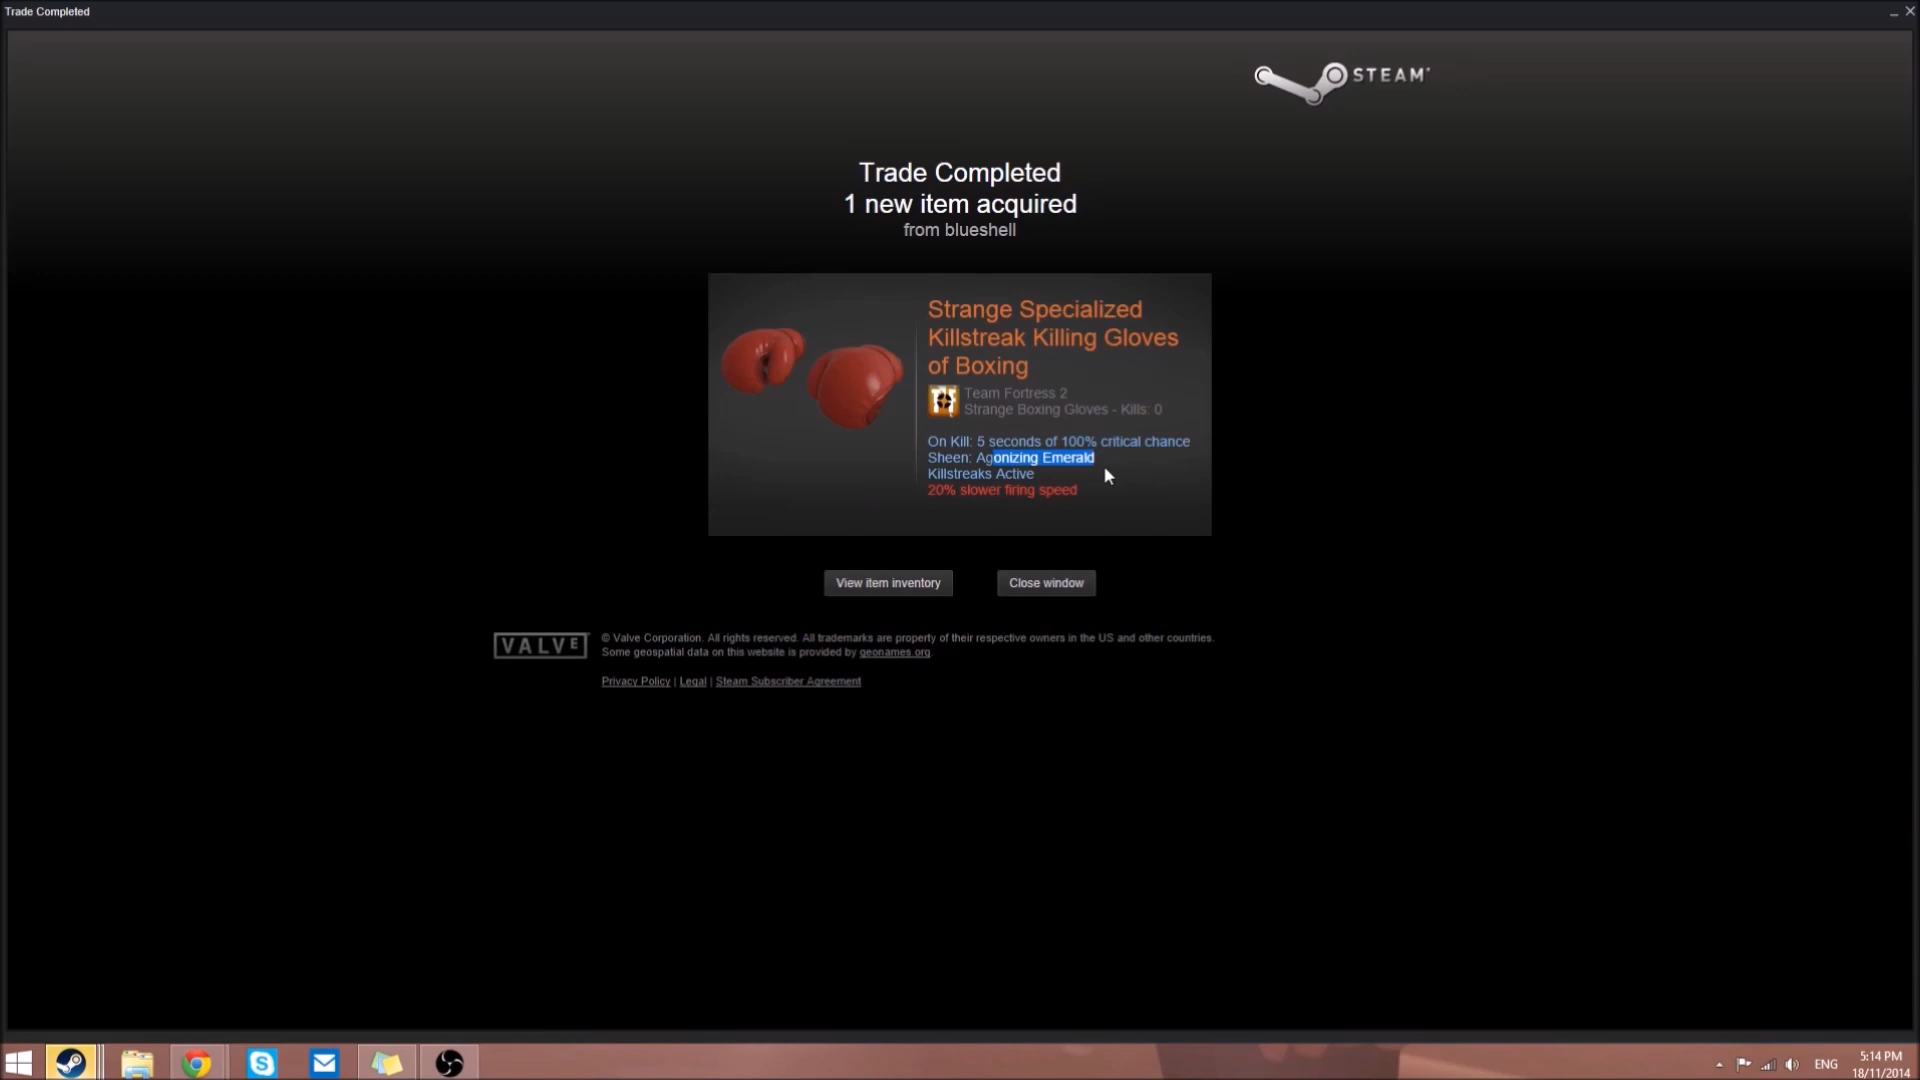 Trade Completed
STEAM
Trade Completed
1 new item acquired
from blueshell
Strange Specialized
Killstreak Killing Gloves
of Boxing
Team Fortress 2
Strange Boxing Gloves - Kills: 0
On Kill: 5 seconds of 100% critical chance
Sheen: Agonizing Emerald
Killstreaks Active
20% slower firing speed
View item inventory
Close window
VALVE
© Valve Corporation. All rights reserved. All trademarks are property of their respective owners in the US and other countries.
Some geospatial data on this website is provided by geonames.org.
Privacy Policy | Legal | Steam Subscriber Agreement
ENG
5:14 PM
18/11/2014